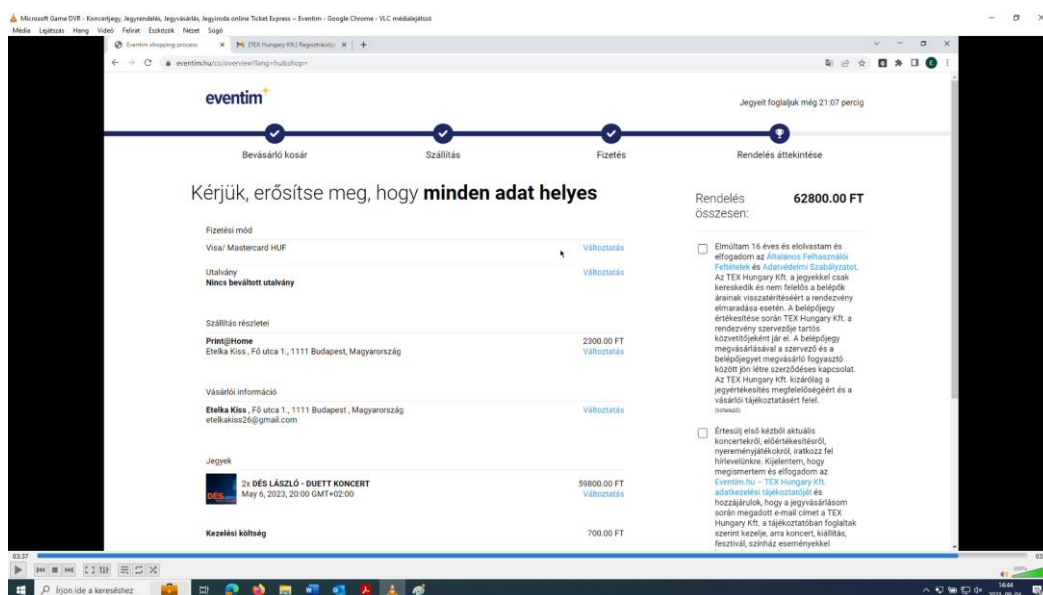 Microsoft Game DVR - Koncertjegy, Jegyrendelés, Jegyvásárlás, Jegyiroda online Ticket Express – Eventim - Google Chrome - VLC médialejátszó
Média Lejátszás Hang Videó Felirat Eszközök Nézet Súgó
Eventim shopping process
[TEX Hungary Kft.] Regisztráció
eventim.hu/co/overview?lang=hu&shop=
E
eventim
Jegyeit foglaljuk még 21:07 percig
Bevásárló kosár
Szállítás
Fizetés
Rendelés áttekintése
Kérjük, erősítse meg, hogy minden adat helyes
Fizetési mód
Visa/ Mastercard HUF Változtatás
Utalvány Változtatás
Nincs beváltott utalvány
Szállítás részletei
Print@Home 2300.00 FT
Etelka Kiss , Fő utca 1., 1111 Budapest, Magyarország Változtatás
Vásárlói információ
Etelka Kiss , Fő utca 1., 1111 Budapest , Magyarország Változtatás
etelkakiss26@gmail.com
Jegyek
DÉS
2x DÉS LÁSZLÓ - DUETT KONCERT 59800.00 FT
May 6, 2023, 20:00 GMT+02:00 Változtatás
Kezelési költség 700.00 FT
Rendelés 62800.00 FT
összesen:
Elmúltam 16 éves és elolvastam és
elfogadom az Általános Felhasználói
Feltételek és Adatvédelmi Szabályzatot.
Az TEX Hungary Kft. a jegyekkel csak
kereskedik és nem felelős a belépők
árainak visszatérítéséért a rendezvény
elmaradása esetén. A belépőjegy
értékesítése során TEX Hungary Kft. a
rendezvény szervezője tartós
közvetítőjeként jár el. A belépőjegy
megvásárlásával a szervező és a
belépőjegyet megvásárló fogyasztó
között jön létre szerződéses kapcsolat.
Az TEX Hungary Kft. kizárólag a
jegyértékesítés megfelelőségéért és a
vásárlói tájékoztatásért felel.
(kötelező)
Értesülj első kézből aktuális
koncertekről, előértékesítésről,
nyereményjátékokról, iratkozz fel
hírlevelünkre. Kijelentem, hogy
megismertem és elfogadom az
Eventim.hu – TEX Hungary Kft.
adatkezelési tájékoztatóját és
hozzájárulok, hogy a jegyvásárlásom
során megadott e-mail címet a TEX
Hungary Kft. a tájékoztatóban foglaltak
szerint kezelje, arra koncert, kiállítás,
fesztivál, színház eseményekkel
03:37
100%
Írjon ide a kereséshez
14:44